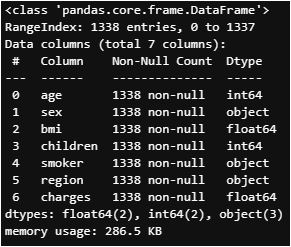 <class 'pandas.core.frame.DataFrame'>
RangeIndex: 1338 entries, 0 to 1337
Data columns (total 7 columns):
 #   Column    Non-Null Count  Dtype
---  ------    --------------  -----
 0   age       1338 non-null   int64
 1   sex       1338 non-null   object
 2   bmi       1338 non-null   float64
 3   children  1338 non-null   int64
 4   smoker    1338 non-null   object
 5   region    1338 non-null   object
 6   charges   1338 non-null   float64
dtypes: float64(2), int64(2), object(3)
memory usage: 286.5 KB